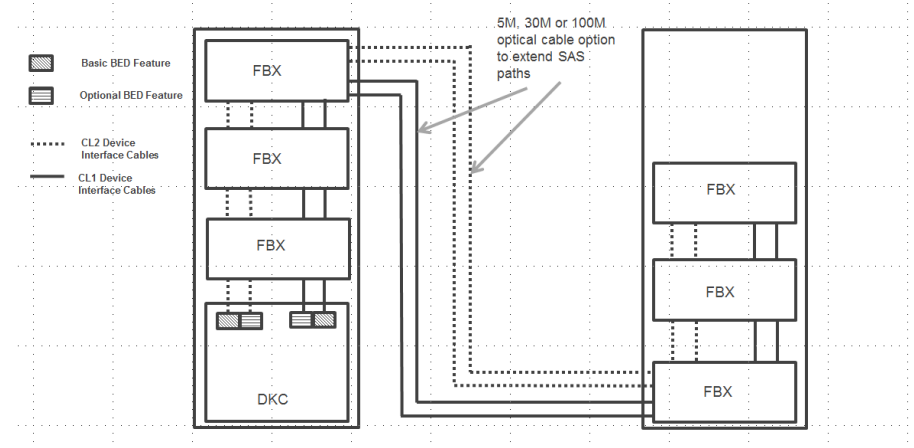 5M, 30M or 100M
optical cable option
to extend SAS
paths
Basic BED Feature
Optional BED Feature
CL2 Device
Interface Cables
CL1 Device
Interface Cables
FBX
FBX
FBX
DKC
FBX
FBX
FBX